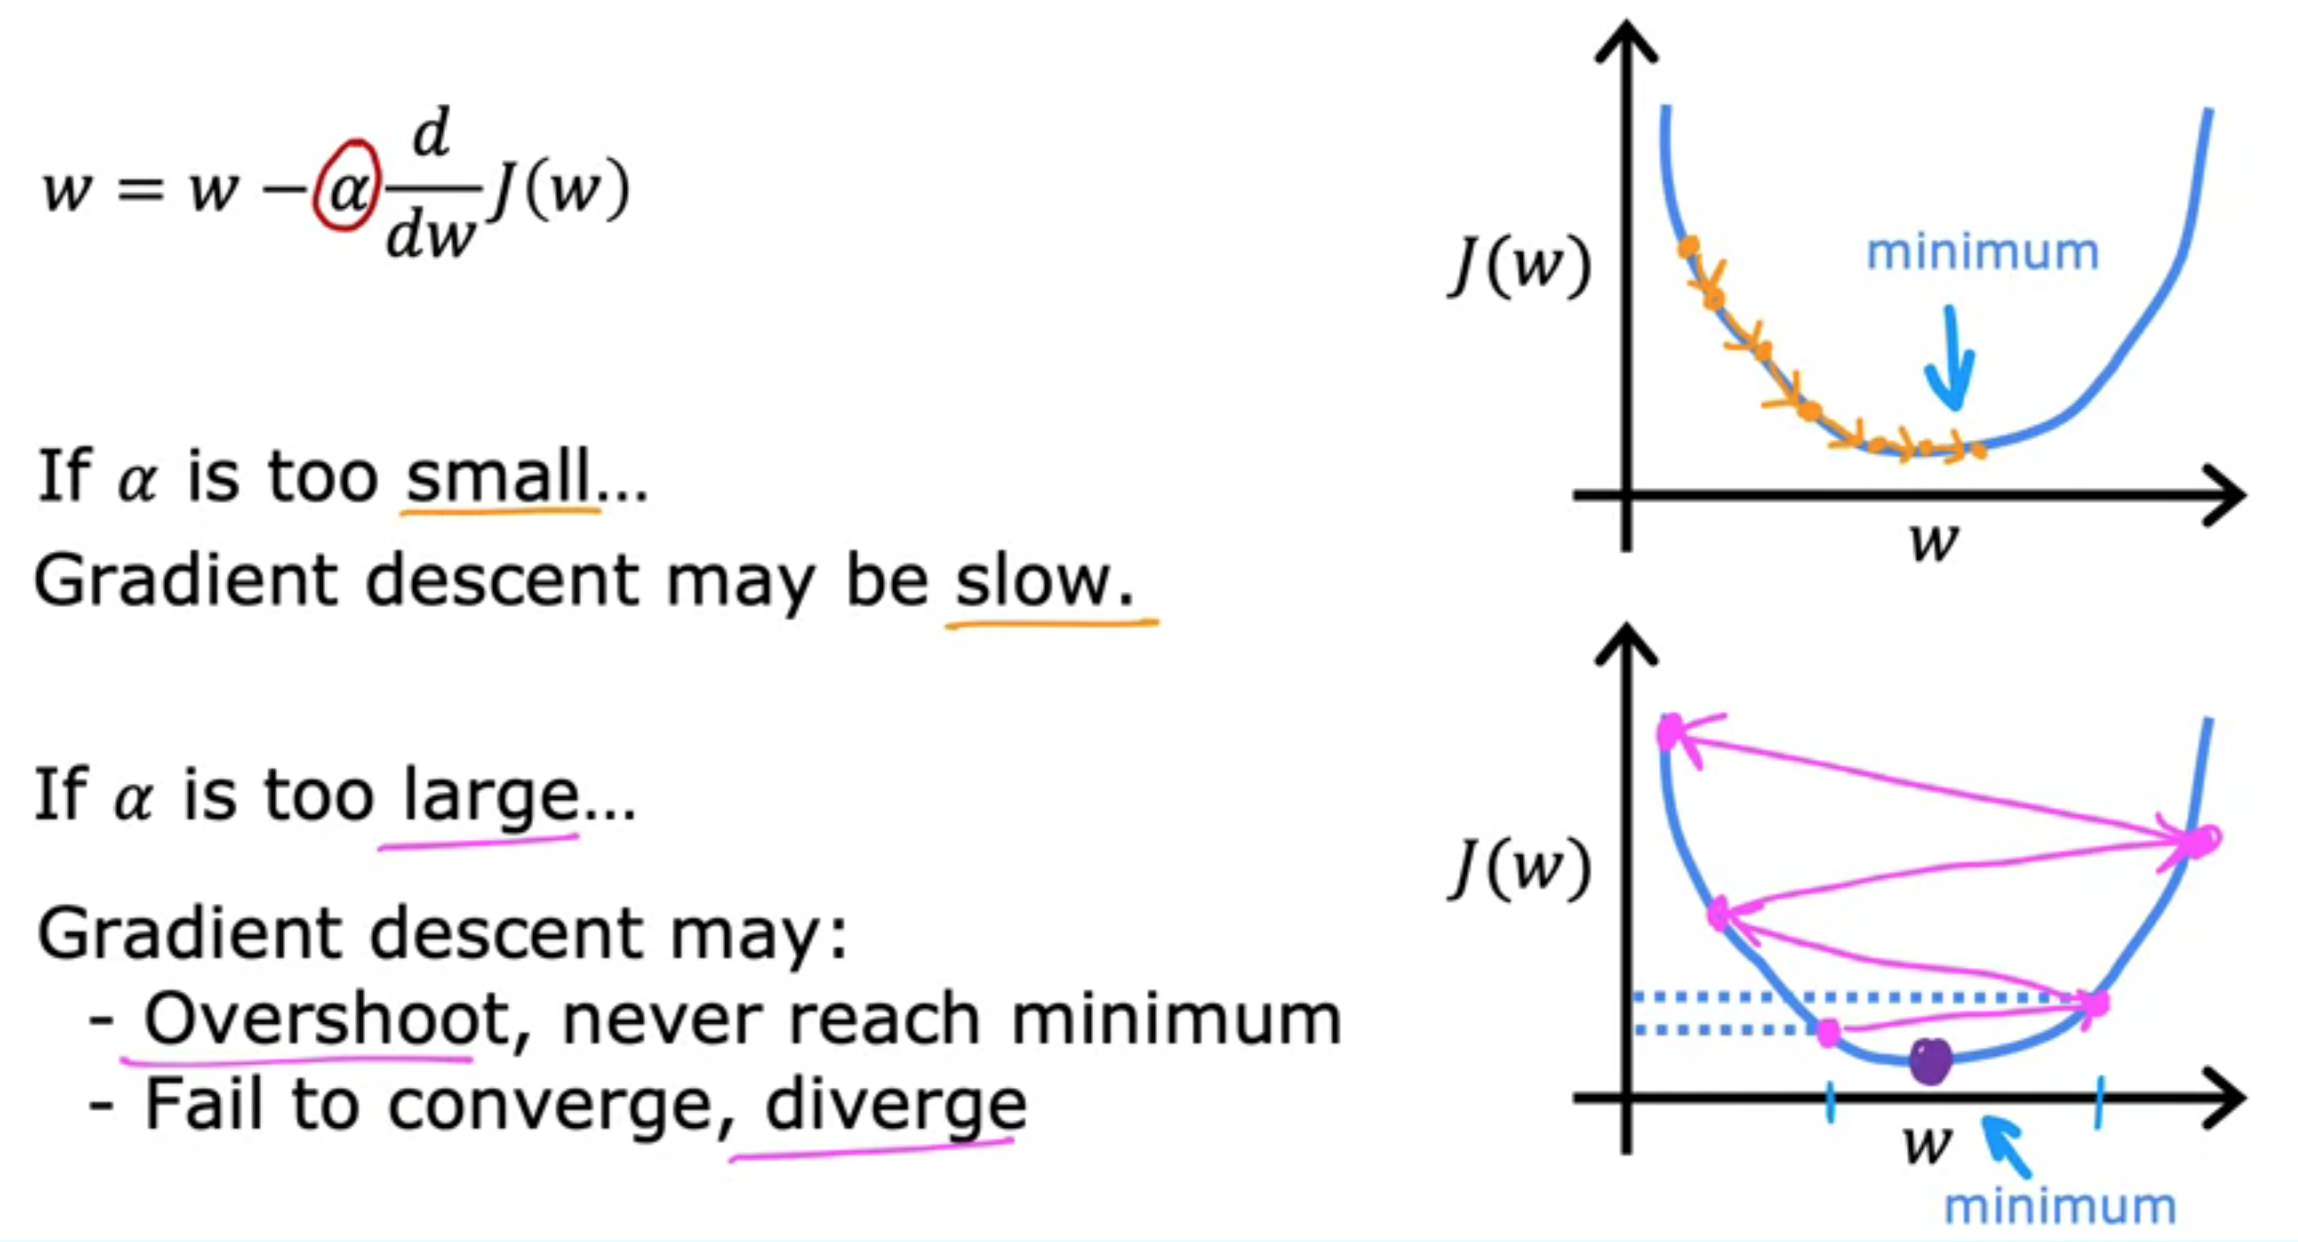 w = w − α d/dw J(w)
If α is too small...
Gradient descent may be slow.
If α is too large...
Gradient descent may:
- Overshoot, never reach minimum
- Fail to converge, diverge
J(w)
minimum
w
J(w)
w
minimum